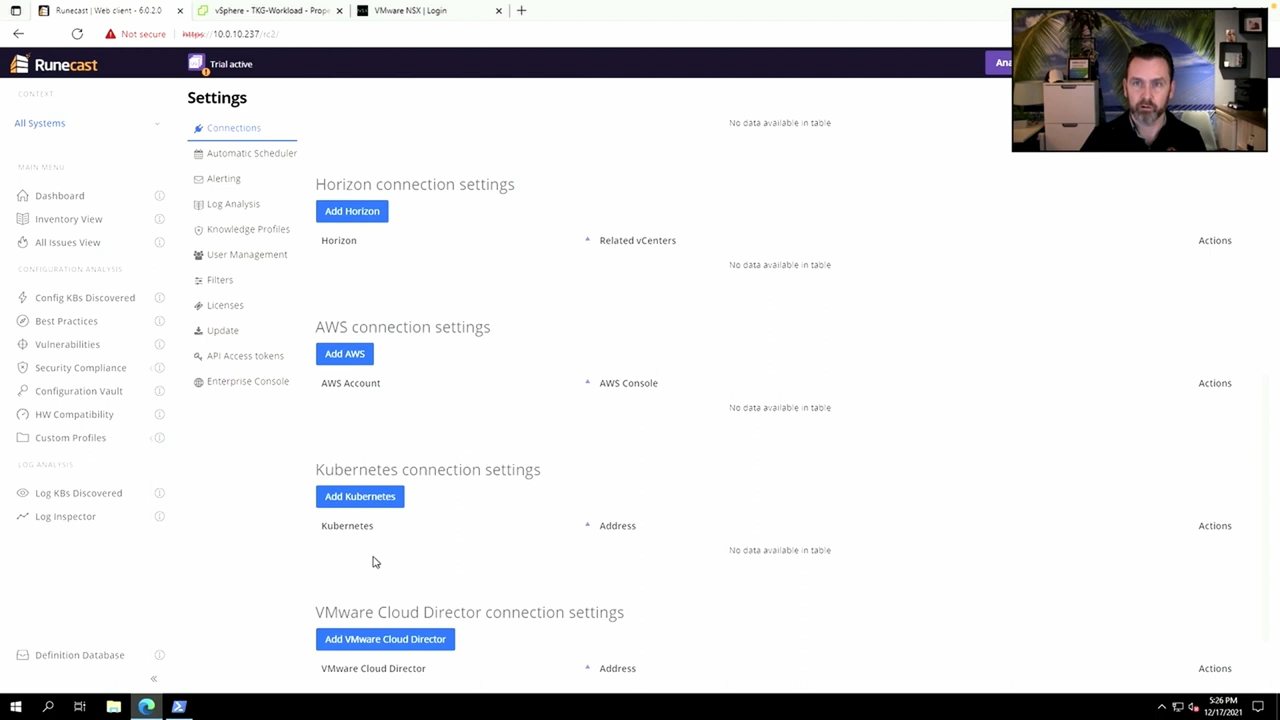 Runecast | Web client - 6.0.2.0
vSphere - TKG-Workload - Prope
VMware NSX | Login
Not secure
https://10.0.10.237/rc2/
Runecast
Trial active
Ana
CONTEXT
All Systems
MAIN MENU
Dashboard
Inventory View
All Issues View
CONFIGURATION ANALYSIS
Config KBs Discovered
Best Practices
Vulnerabilities
Security Compliance
Configuration Vault
HW Compatibility
Custom Profiles
LOG ANALYSIS
Log KBs Discovered
Log Inspector
Definition Database
Settings
Connections
Automatic Scheduler
Alerting
Log Analysis
Knowledge Profiles
User Management
Filters
Licenses
Update
API Access tokens
Enterprise Console
No data available in table
Horizon connection settings
Add Horizon
Horizon Related vCenters Actions
No data available in table
AWS connection settings
Add AWS
AWS Account AWS Console Actions
No data available in table
Kubernetes connection settings
Add Kubernetes
Kubernetes Address Actions
No data available in table
VMware Cloud Director connection settings
Add VMware Cloud Director
VMware Cloud Director Address Actions
5:26 PM
12/17/2021